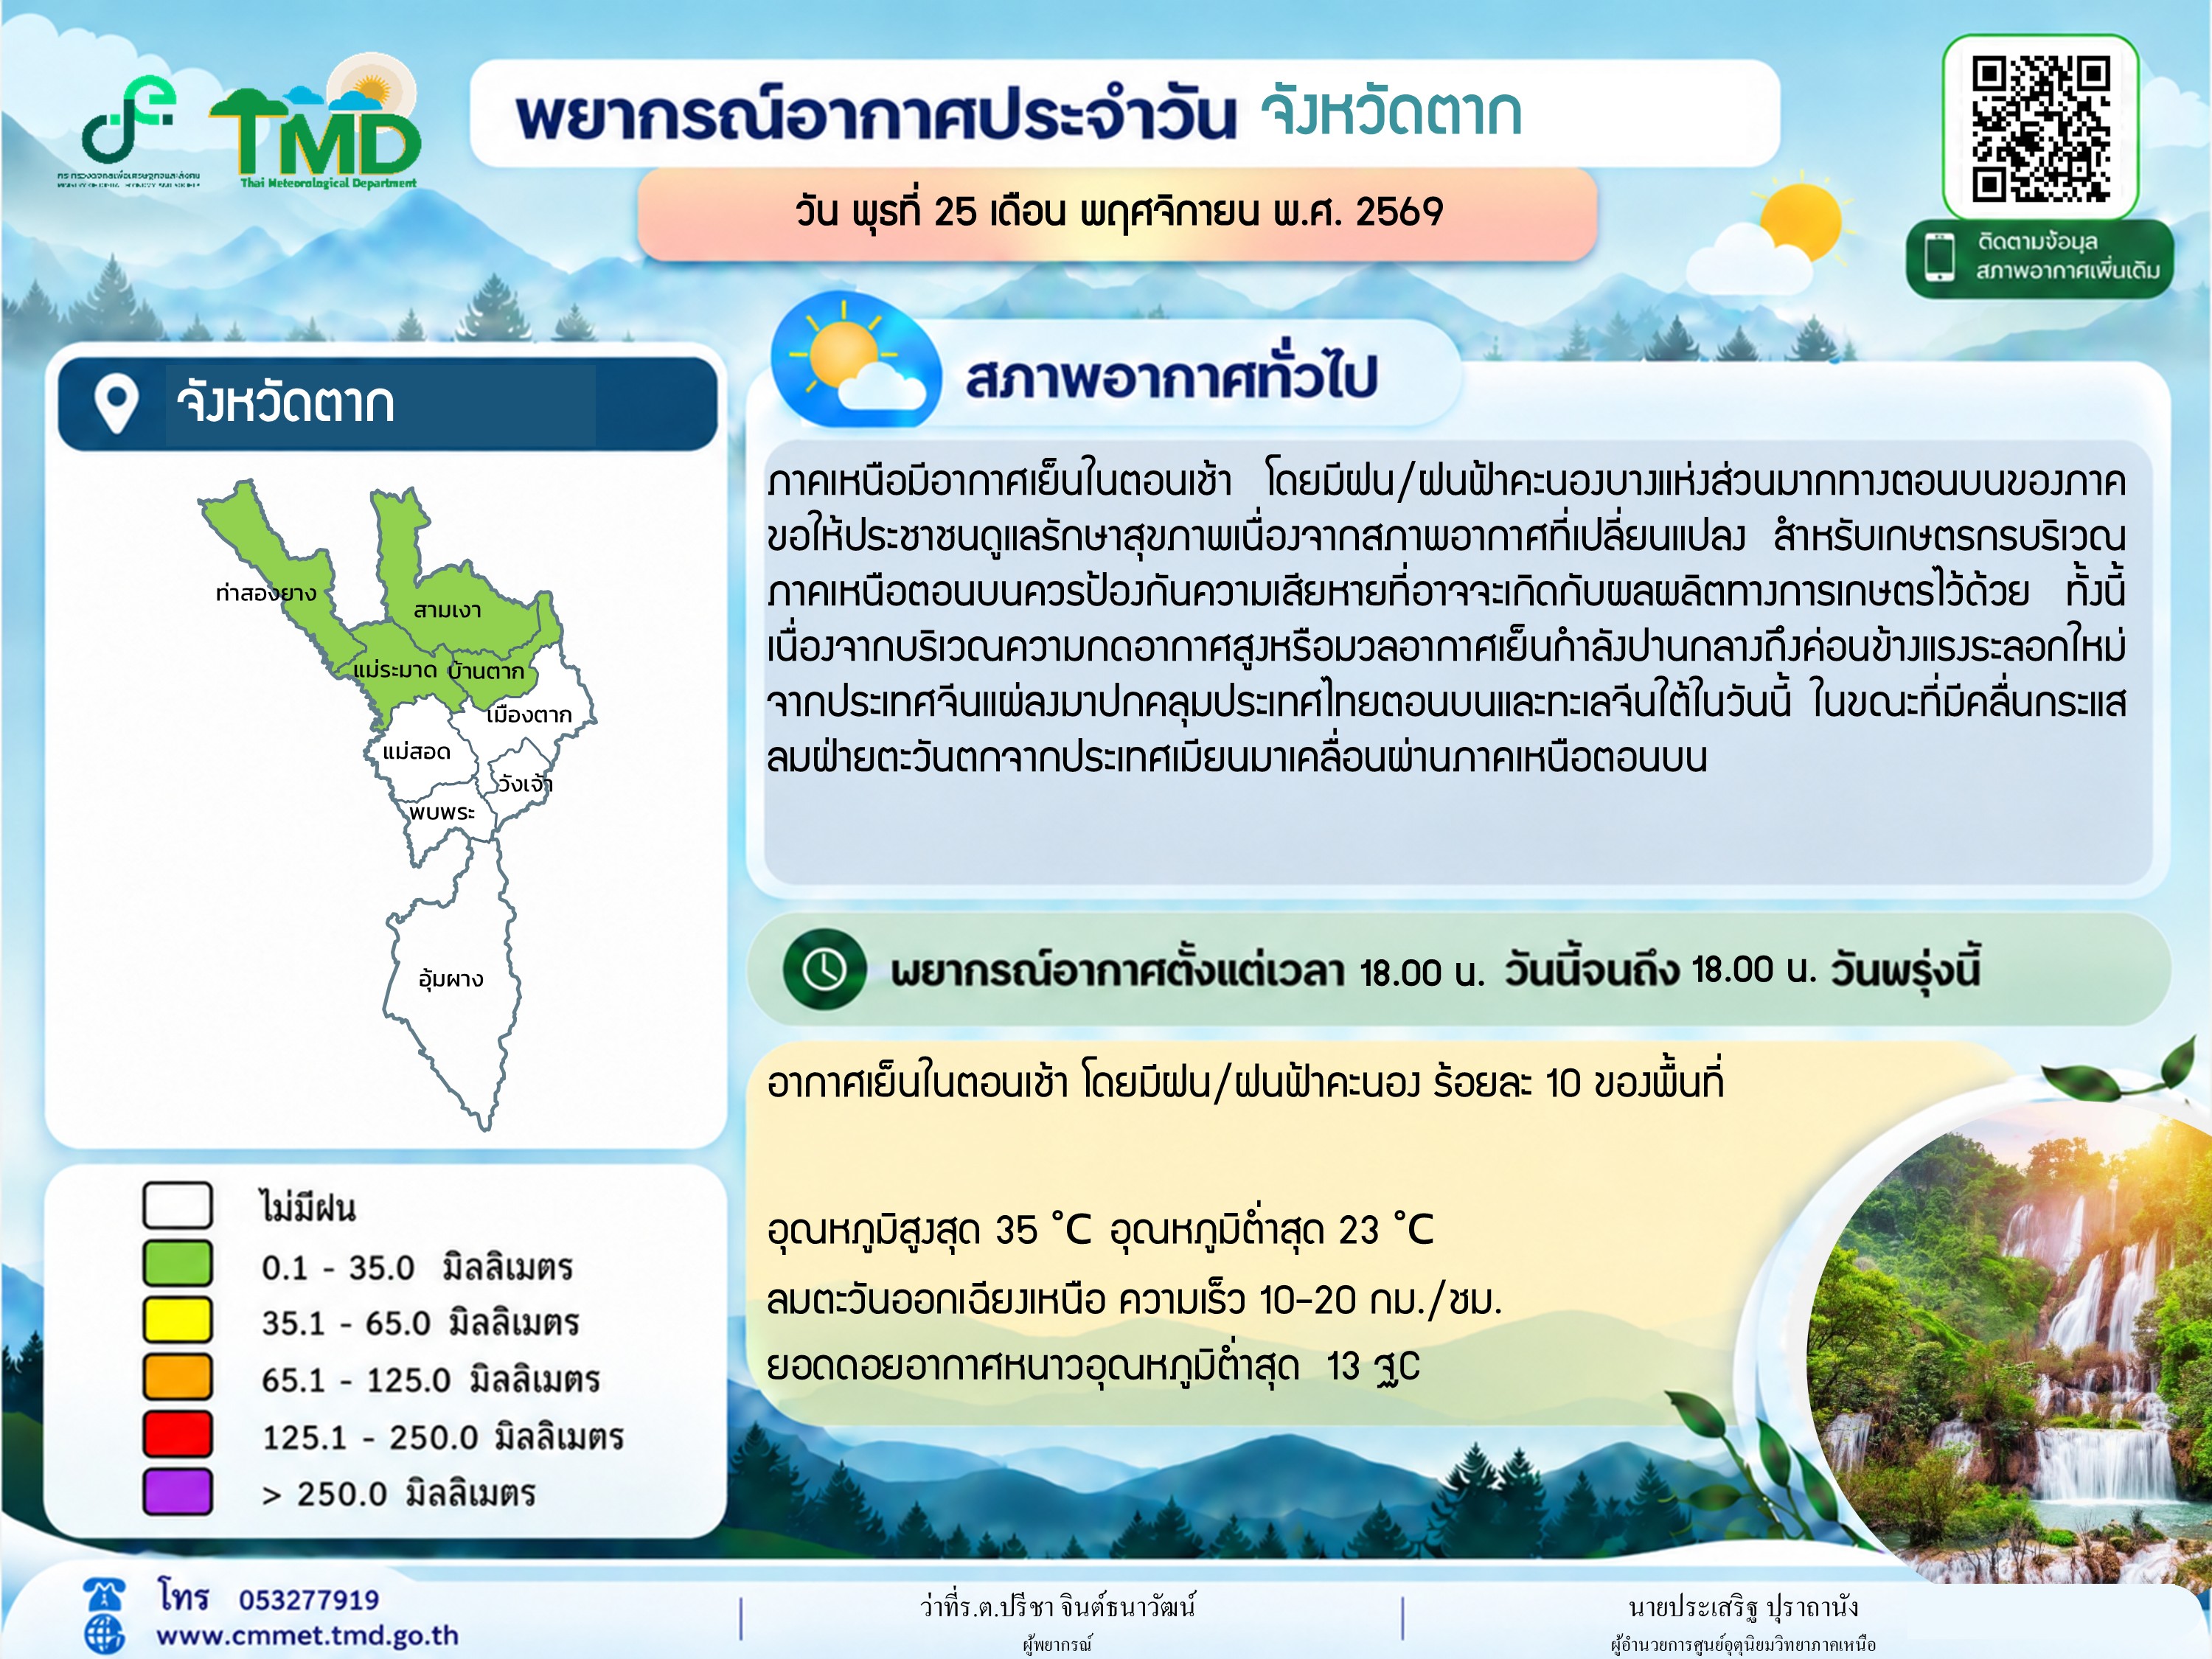 พยากรณ์อากาศประจำวัน จังหวัดตาก
TMD
Thai Meteorological Department
วัน พุธที่ 25 เดือน พฤศจิกายน พ.ศ. 2569
ติดตามข้อมูล
สภาพอากาศเพิ่มเติม
จังหวัดตาก
ท่าสองยาง
สามเงา
แม่ระมาด
บ้านตาก
เมืองตาก
แม่สอด
วังเจ้า
พบพระ
อุ้มผาง
ไม่มีฝน
0.1 - 35.0 มิลลิเมตร
35.1 - 65.0 มิลลิเมตร
65.1 - 125.0 มิลลิเมตร
125.1 - 250.0 มิลลิเมตร
> 250.0 มิลลิเมตร
สภาพอากาศทั่วไป
ภาคเหนือมีอากาศเย็นในตอนเช้า โดยมีฝน/ฝนฟ้าคะนองบางแห่งส่วนมากทางตอนบนของภาค
ขอให้ประชาชนดูแลรักษาสุขภาพเนื่องจากสภาพอากาศที่เปลี่ยนแปลง สำหรับเกษตรกรบริเวณ
ภาคเหนือตอนบนควรป้องกันความเสียหายที่อาจจะเกิดกับผลผลิตทางการเกษตรไว้ด้วย ทั้งนี้
เนื่องจากบริเวณความกดอากาศสูงหรือมวลอากาศเย็นกำลังปานกลางถึงค่อนข้างแรงระลอกใหม่
จากประเทศจีนแผ่ลงมาปกคลุมประเทศไทยตอนบนและทะเลจีนใต้ในวันนี้ ในขณะที่มีคลื่นกระแส
ลมฝ่ายตะวันตกจากประเทศเมียนมาเคลื่อนผ่านภาคเหนือตอนบน
พยากรณ์อากาศตั้งแต่เวลา 18.00 น. วันนี้จนถึง 18.00 น. วันพรุ่งนี้
อากาศเย็นในตอนเช้า โดยมีฝน/ฝนฟ้าคะนอง ร้อยละ 10 ของพื้นที่
อุณหภูมิสูงสุด 35 °C อุณหภูมิต่ำสุด 23 °C
ลมตะวันออกเฉียงเหนือ ความเร็ว 10-20 กม./ชม.
ยอดดอยอากาศหนาวอุณหภูมิต่ำสุด 13 ฐC
โทร 053277919
www.cmmet.tmd.go.th
ว่าที่ร.ต.ปรีชา จินต์ธนาวัฒน์
ผู้พยากรณ์
นายประเสริฐ ปุราถานัง
ผู้อำนวยการศูนย์อุตุนิยมวิทยาภาคเหนือ